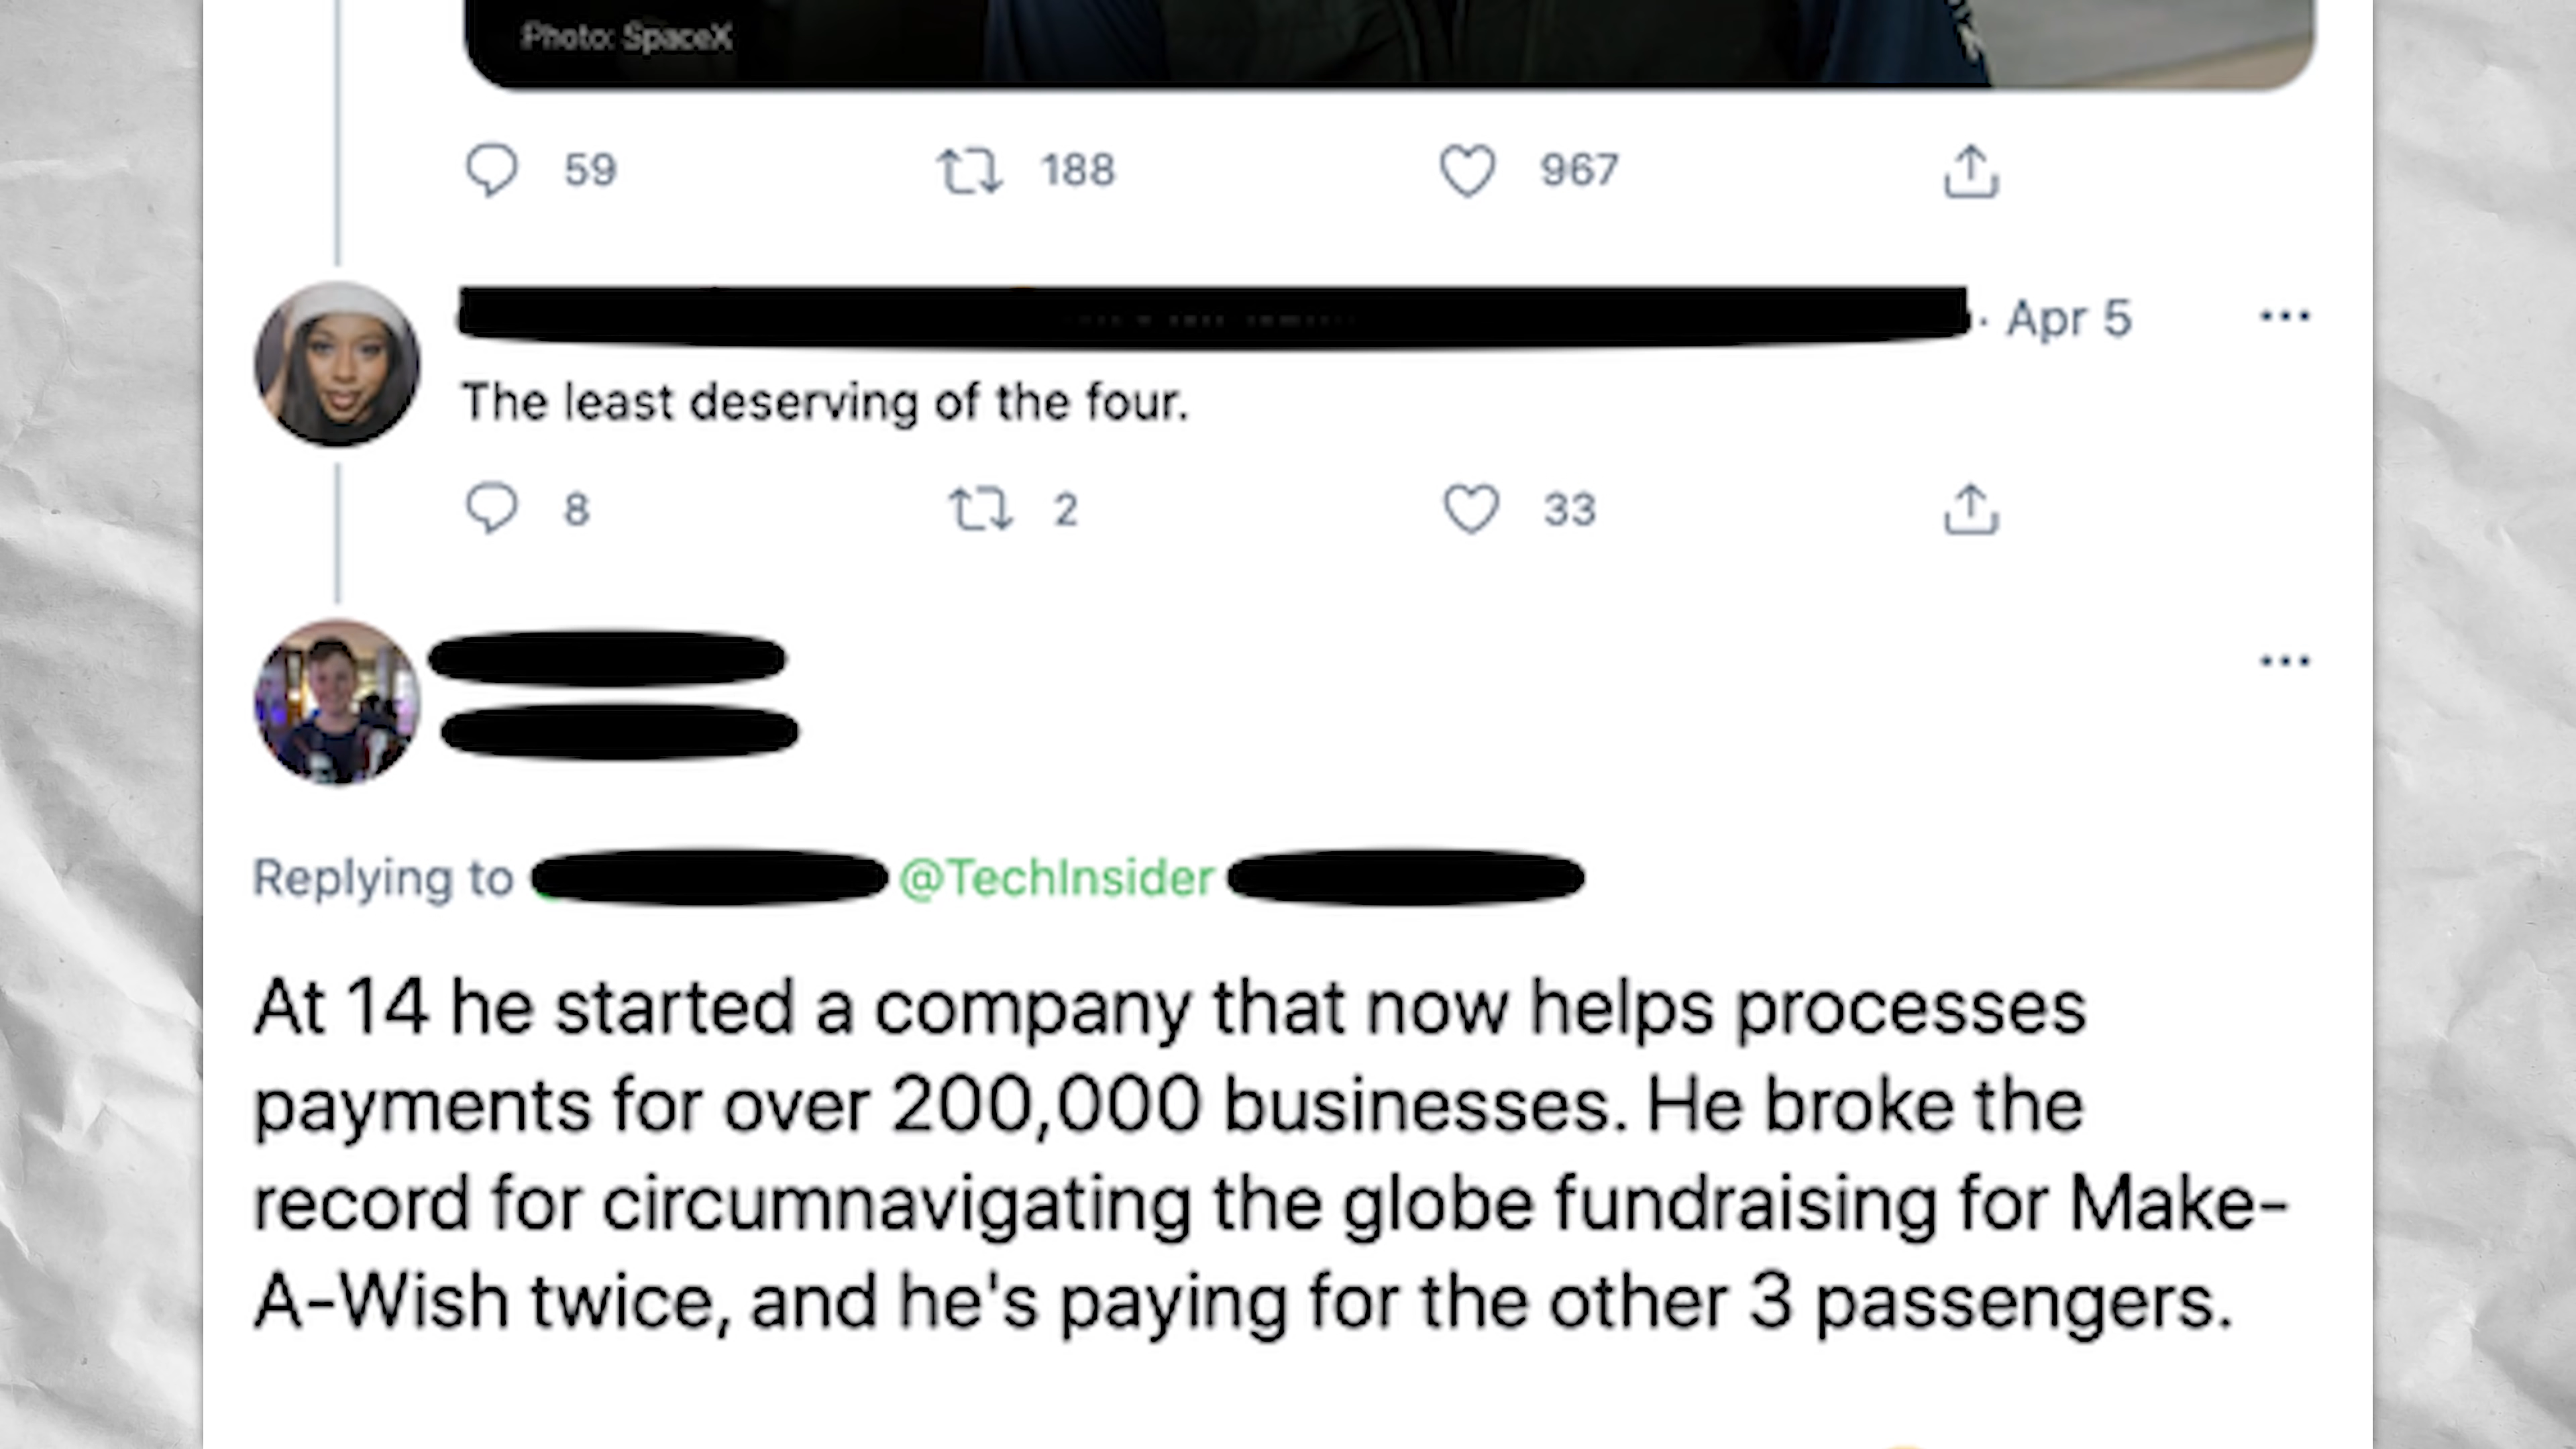 Photo: SpaceX
59 188 967
· Apr 5 ...
The least deserving of the four.
8 2 33
...
Replying to @TechInsider
At 14 he started a company that now helps processes
payments for over 200,000 businesses. He broke the
record for circumnavigating the globe fundraising for Make-
A-Wish twice, and he's paying for the other 3 passengers.